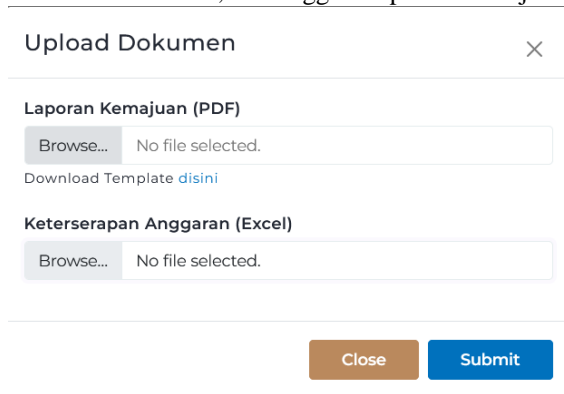 Upload Dokumen
Laporan Kemajuan (PDF)
Browse... No file selected.
Download Template disini
Keterserapan Anggaran (Excel)
Browse... No file selected.
Close Submit